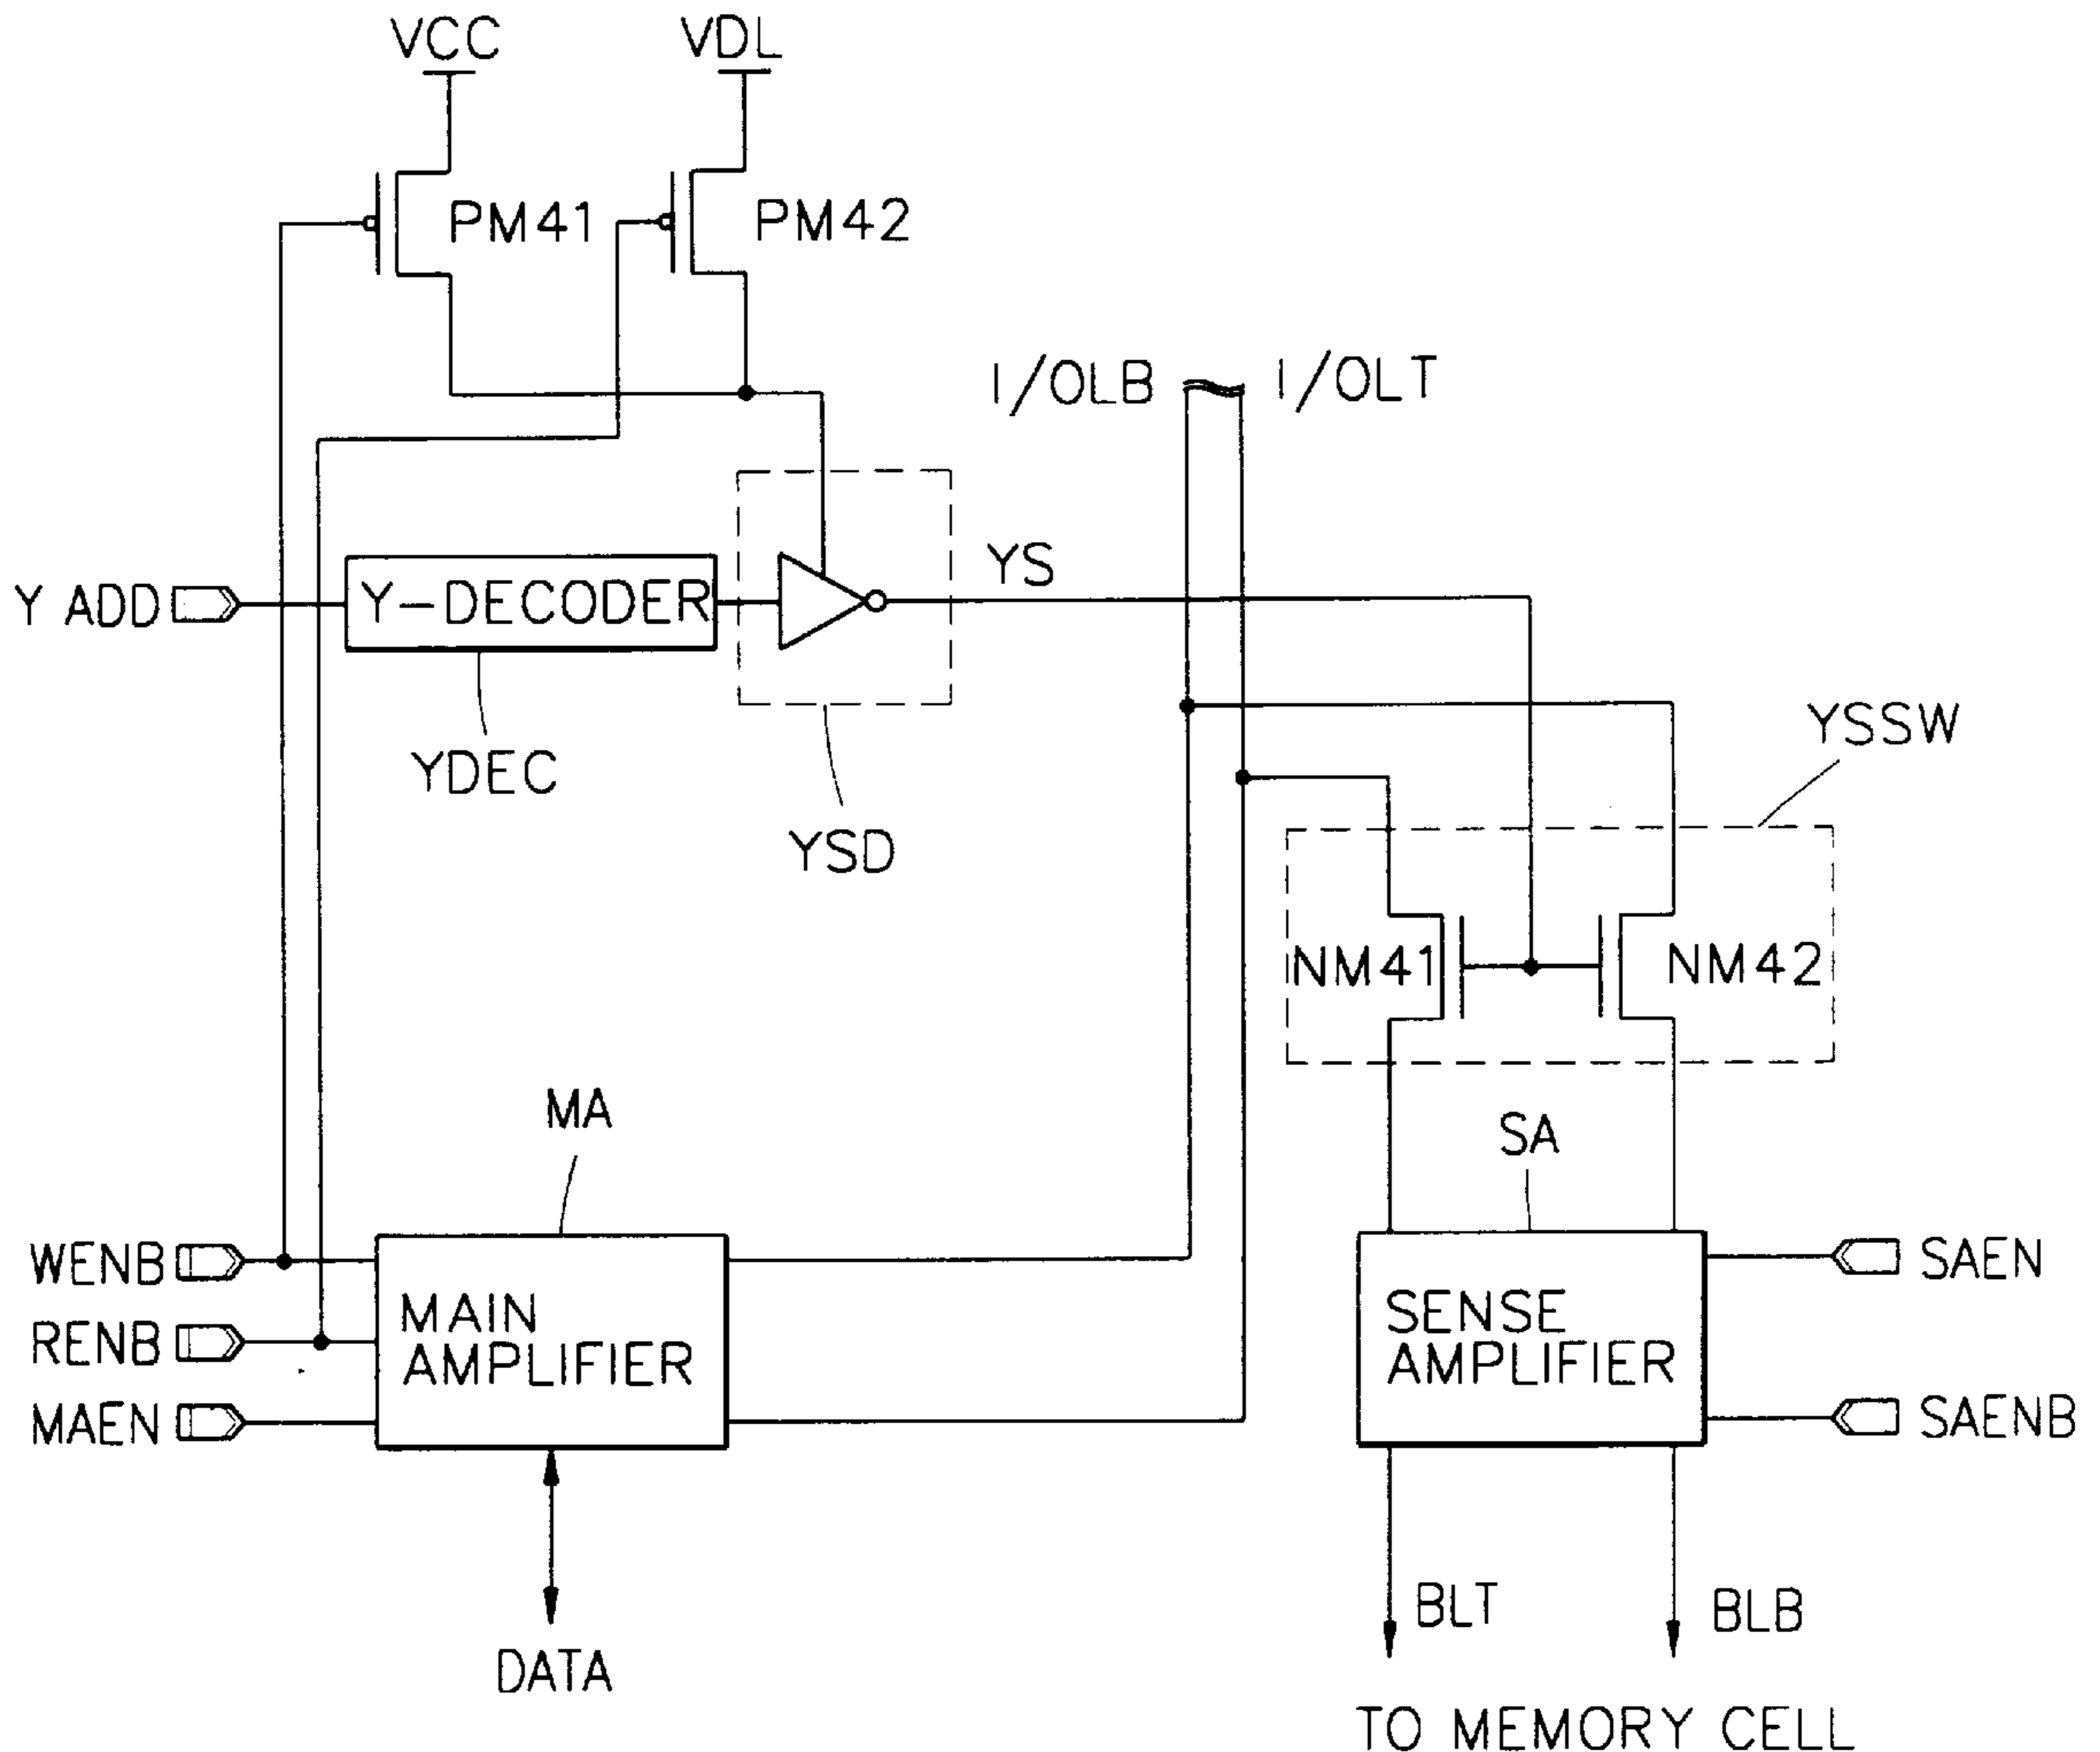 VCC
VDL
PM41
PM42
I/OLB
I/OLT
YS
Y ADD
Y-DECODER
YDEC
YSD
YSSW
NM41
NM42
MA
SA
WENB
RENB
MAEN
MAIN
AMPLIFIER
SENSE
AMPLIFIER
SAEN
SAENB
DATA
BLT
BLB
TO MEMORY CELL